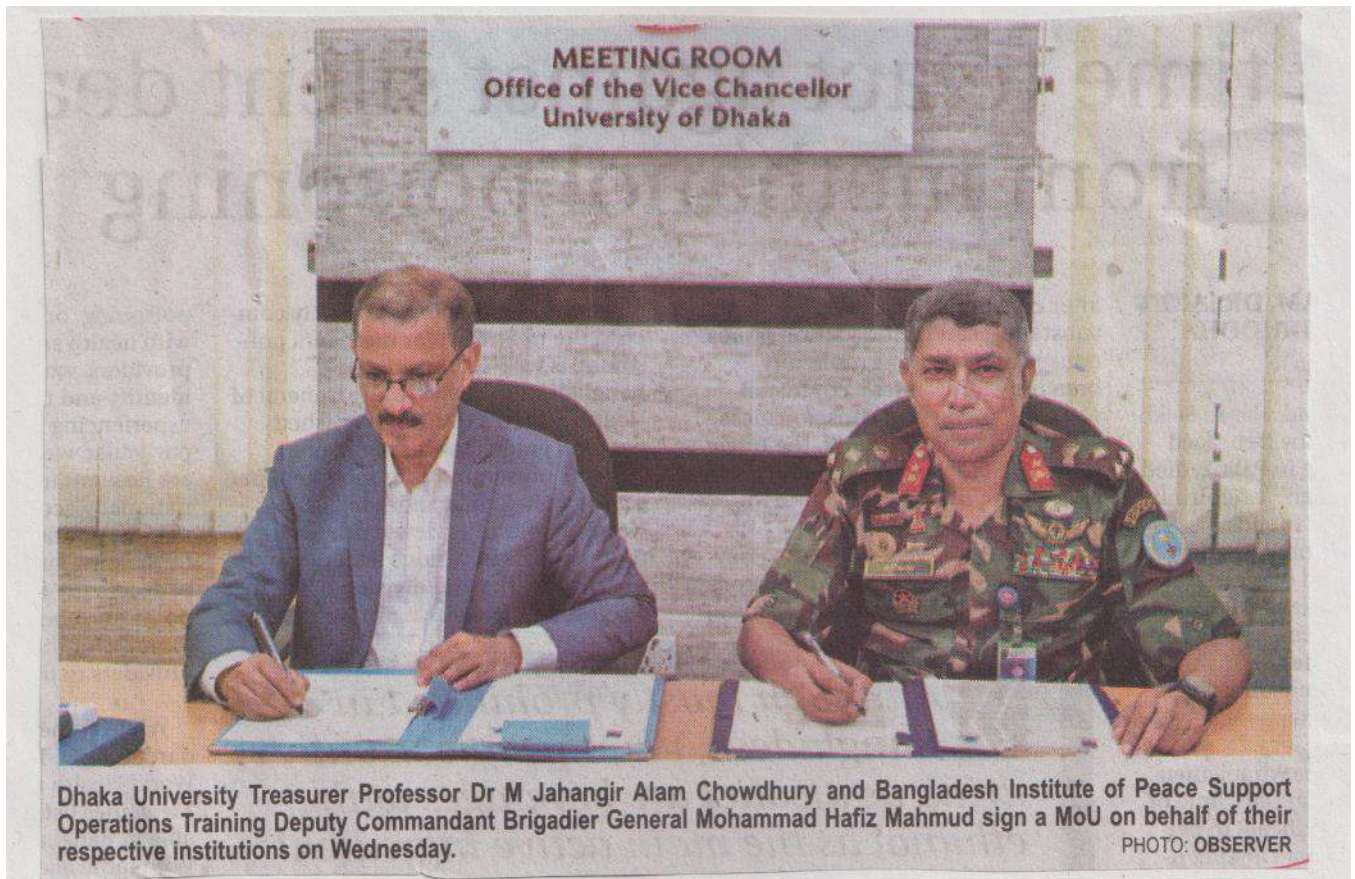 MEETING ROOM
Office of the Vice Chancellor
University of Dhaka
Dhaka University Treasurer Professor Dr M Jahangir Alam Chowdhury and Bangladesh Institute of Peace Support
Operations Training Deputy Commandant Brigadier General Mohammad Hafiz Mahmud sign a MoU on behalf of their
respective institutions on Wednesday.
PHOTO: OBSERVER